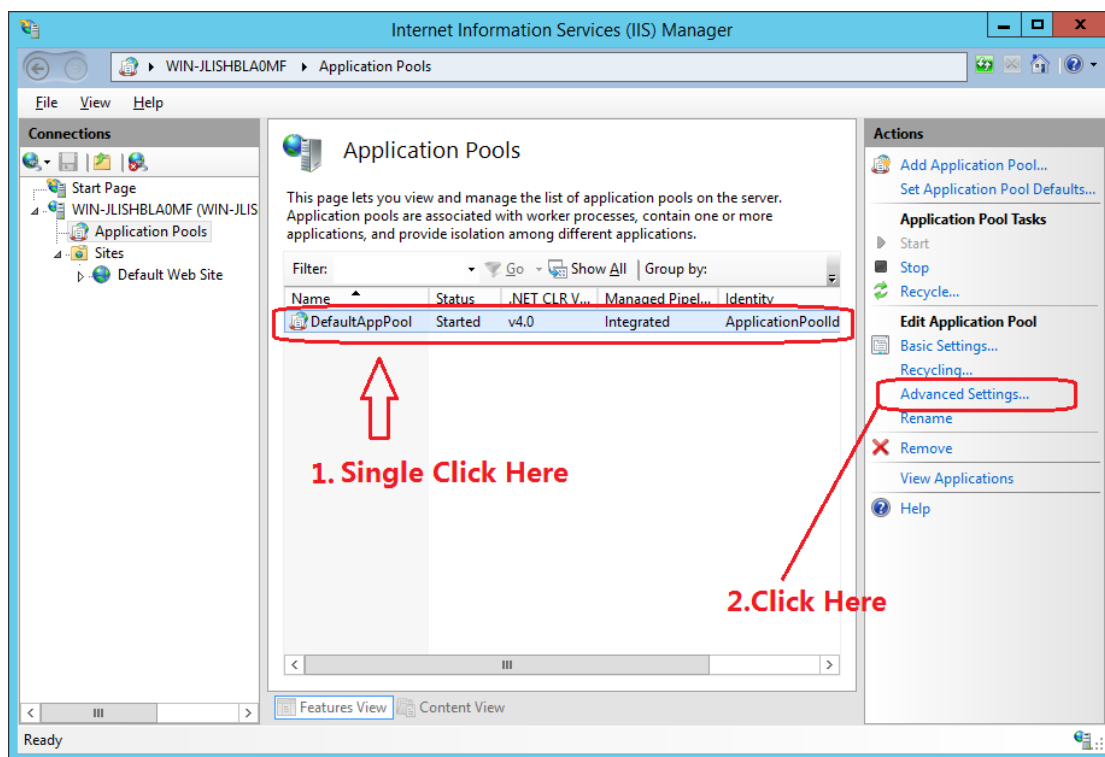 Internet Information Services (IIS) Manager
WIN-JLISHBLA0MF Application Pools
File View Help
Connections
Start Page
WIN-JLISHBLA0MF (WIN-JLIS
Application Pools
Sites
Default Web Site
Application Pools
This page lets you view and manage the list of application pools on the server.
Application pools are associated with worker processes, contain one or more
applications, and provide isolation among different applications.
Filter: Go Show All Group by:
Name Status .NET CLR V... Managed Pipel... Identity
DefaultAppPool Started v4.0 Integrated ApplicationPoolId
1. Single Click Here
2.Click Here
Features View Content View
Actions
Add Application Pool...
Set Application Pool Defaults...
Application Pool Tasks
Start
Stop
Recycle...
Edit Application Pool
Basic Settings...
Recycling...
Advanced Settings...
Rename
Remove
View Applications
Help
Ready